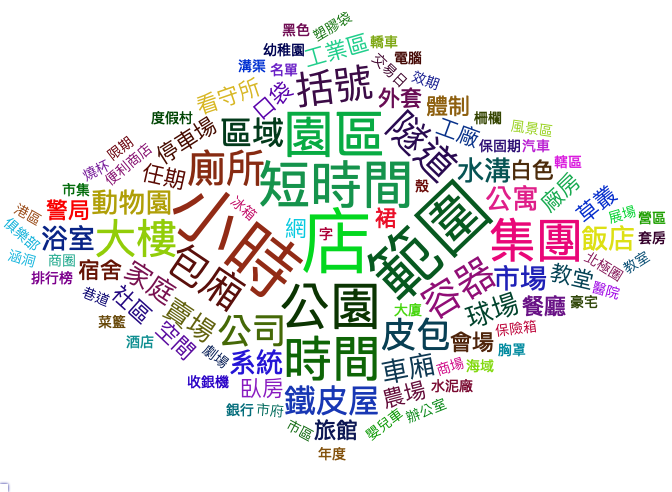 黑色
塑膠袋
幼稚園
工業區
轎車
溝渠
名單
交易日
電腦
看守所
口袋
括號
效期
外套
體制
柵欄
度假村
停車場
區域
園區
隧道
工廠
風景區
保固期
汽車
限期
燒杯
便利商店
任期
廁所
短時間
水溝
白色
轄區
市集
動物園
殼
公寓
廠房
草叢
港區
警局
小時
冰箱
裙
範圍
展場
營區
俱樂部
浴室
大樓
網
字
店
集團
飯店
套房
涵洞
商圈
北極圈
教室
排行榜
宿舍
家庭
包廂
容器
市場
教堂
醫院
巷道
社區
賣場
公園
球場
餐廳
豪宅
菜籃
空間
公司
大廈
皮包
會場
保險箱
酒店
劇場
系統
時間
車廂
商場
海域
胸罩
收銀機
臥房
鐵皮屋
農場
水泥廠
銀行
市府
嬰兒車
辦公室
市區
旅館
年度